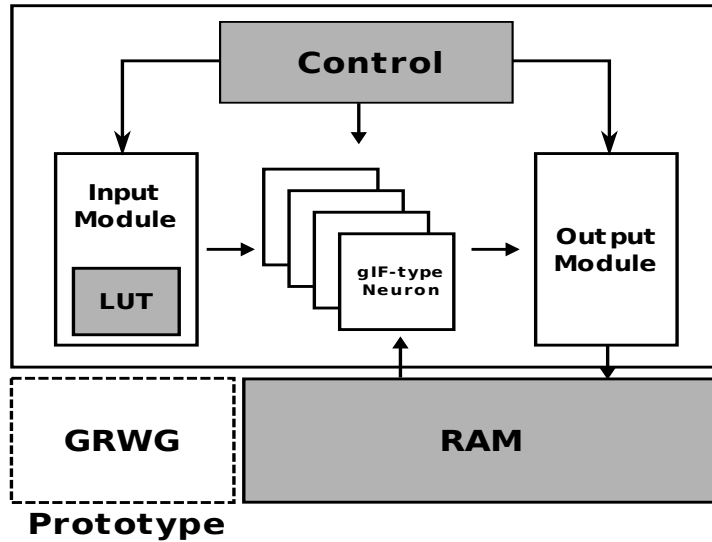 Control
Input
Module
LUT
gIF-type
Neuron
Output
Module
GRWG
RAM
Prototype